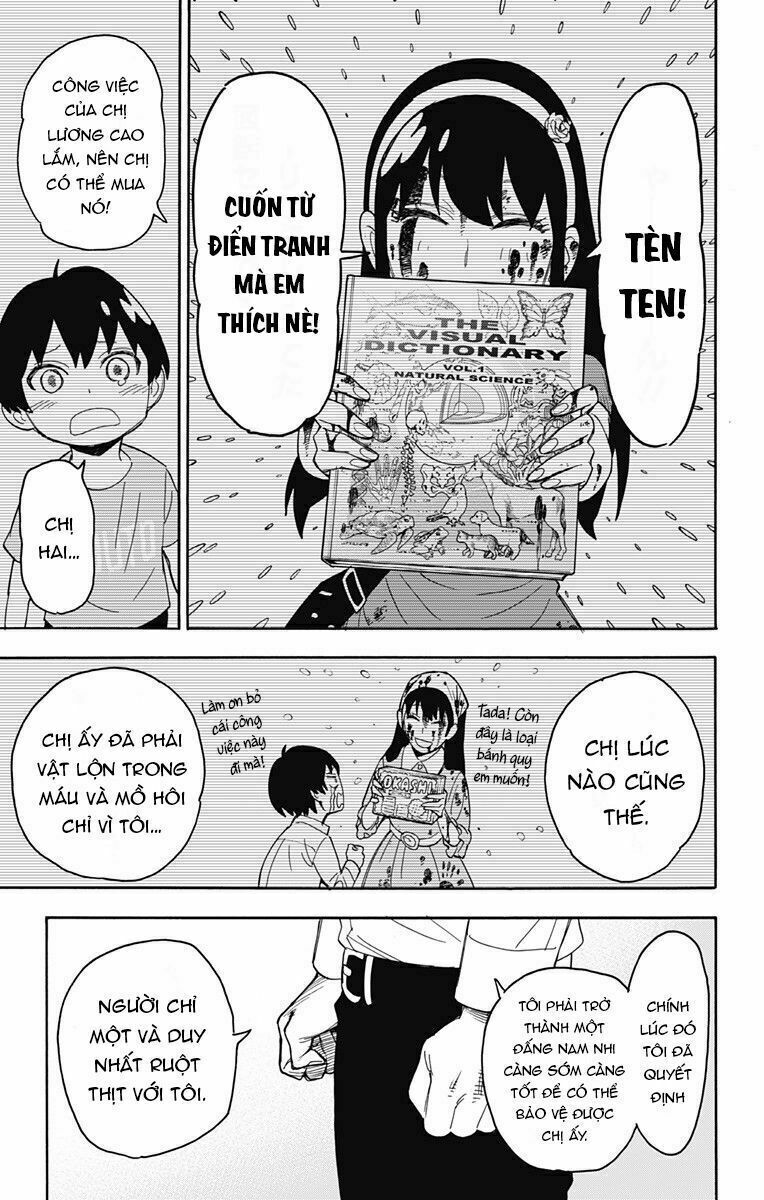 TÈN
TEN!
CUỐN TỪ
ĐIỂN TRANH
MÀ EM
THÍCH NÈ!
THE
VISUAL
DICTIONARY
VOL.1
NATURAL SCIENCE
CÔNG VIỆC
CỦA CHỊ
LƯƠNG CAO
LẮM, NÊN CHỊ
CÓ THỂ MUA
NÓ!
CHỊ
HAI...
CHỊ LÚC
NÀO CŨNG
THẾ.
Tada! Còn
đây là loại
bánh quy
em muốn!
OKASHI
Làm ơn bỏ
cái công
việc này
đi mà!
CHỊ ẤY ĐÃ PHẢI
VẬT LỘN TRONG
MÁU VÀ MỒ HÔI
CHỈ VÌ TÔI...
CHÍNH
LÚC ĐÓ
TÔI ĐÃ
QUYẾT
ĐỊNH
TÔI PHẢI TRỞ
THÀNH MỘT
ĐẤNG NAM NHI
CÀNG SỚM CÀNG
TỐT ĐỂ CÓ THỂ
BẢO VỆ ĐƯỢC
CHỊ ẤY.
NGƯỜI CHỈ
MỘT VÀ DUY
NHẤT RUỘT
THỊT VỚI TÔI.